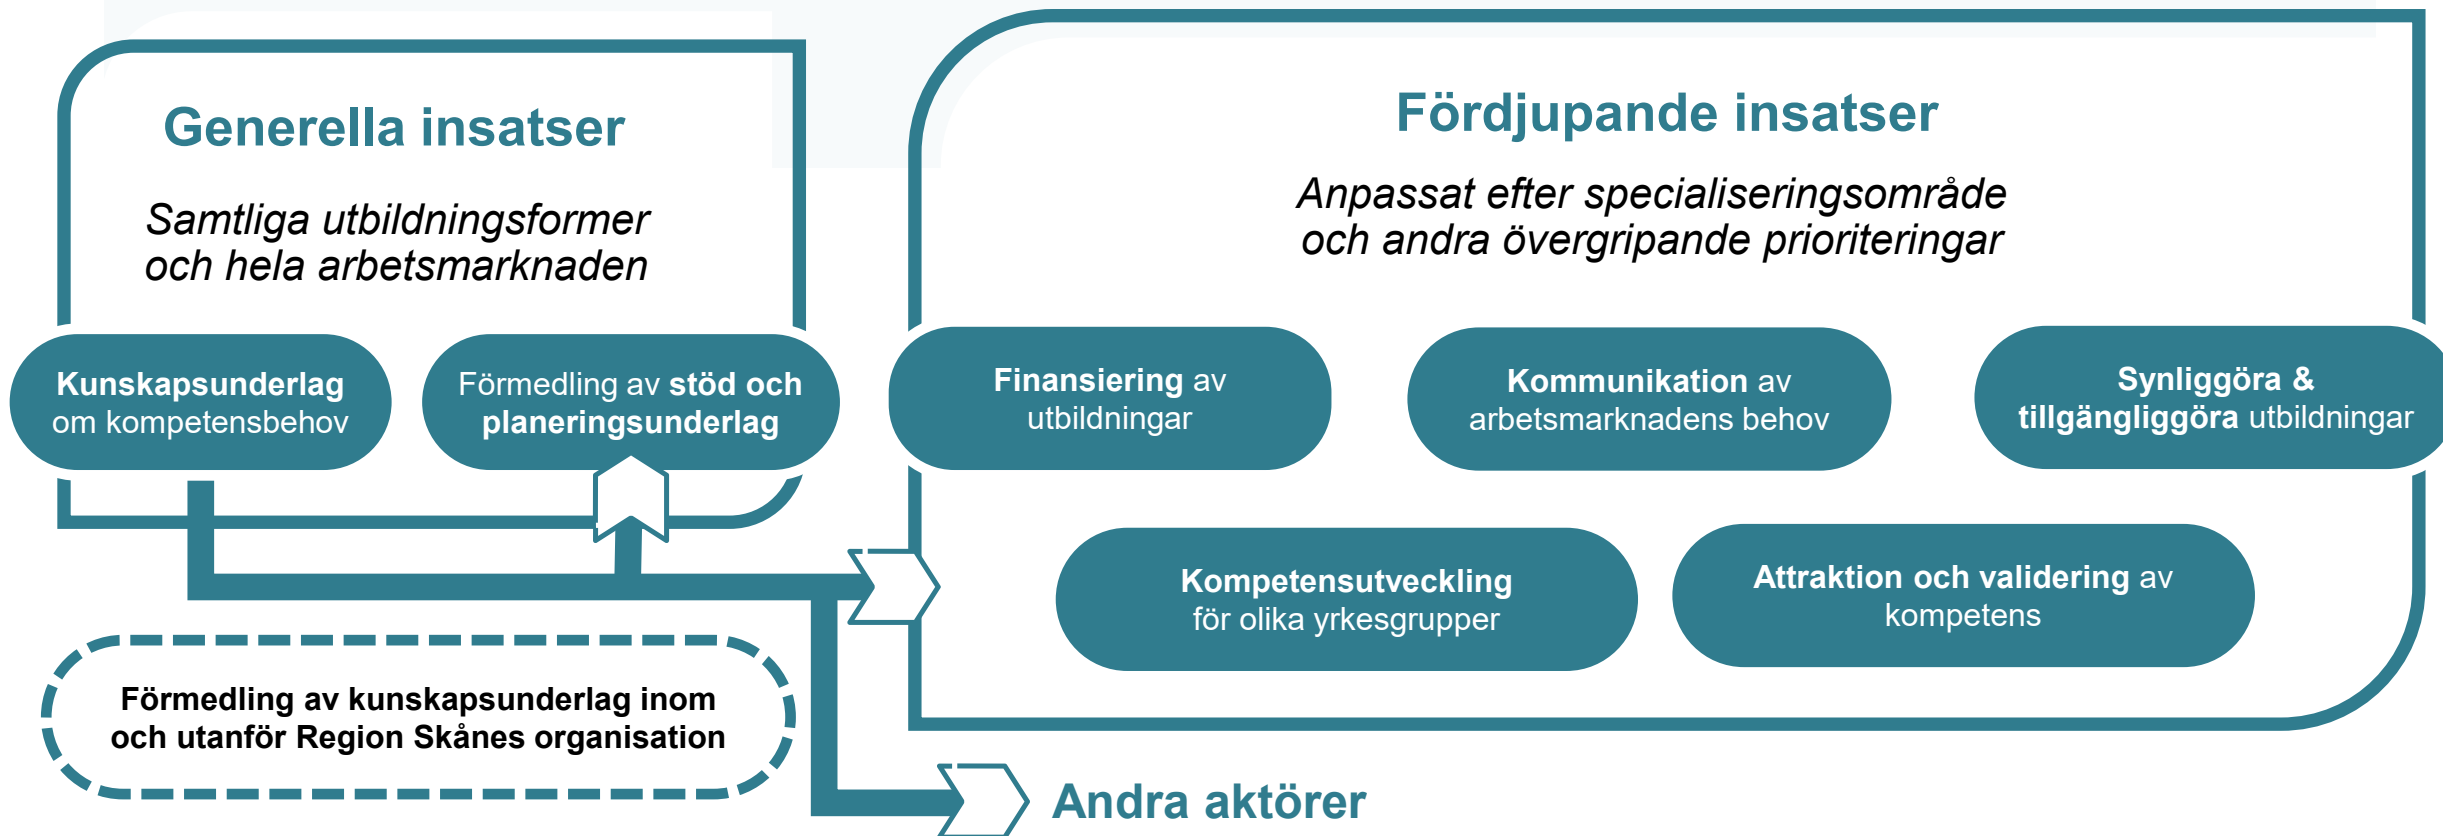 Generella insatser
Samtliga utbildningsformer
och hela arbetsmarknaden
Kunskapsunderlag
om kompetensbehov
Förmedling av stöd och
planeringsunderlag
Fördjupande insatser
Anpassat efter specialiseringsområde
och andra övergripande prioriteringar
Finansiering av
utbildningar
Kommunikation av
arbetsmarknadens behov
Synliggöra &
tillgängliggöra utbildningar
Kompetensutveckling
för olika yrkesgrupper
Attraktion och validering av
kompetens
Förmedling av kunskapsunderlag inom
och utanför Region Skånes organisation
Andra aktörer